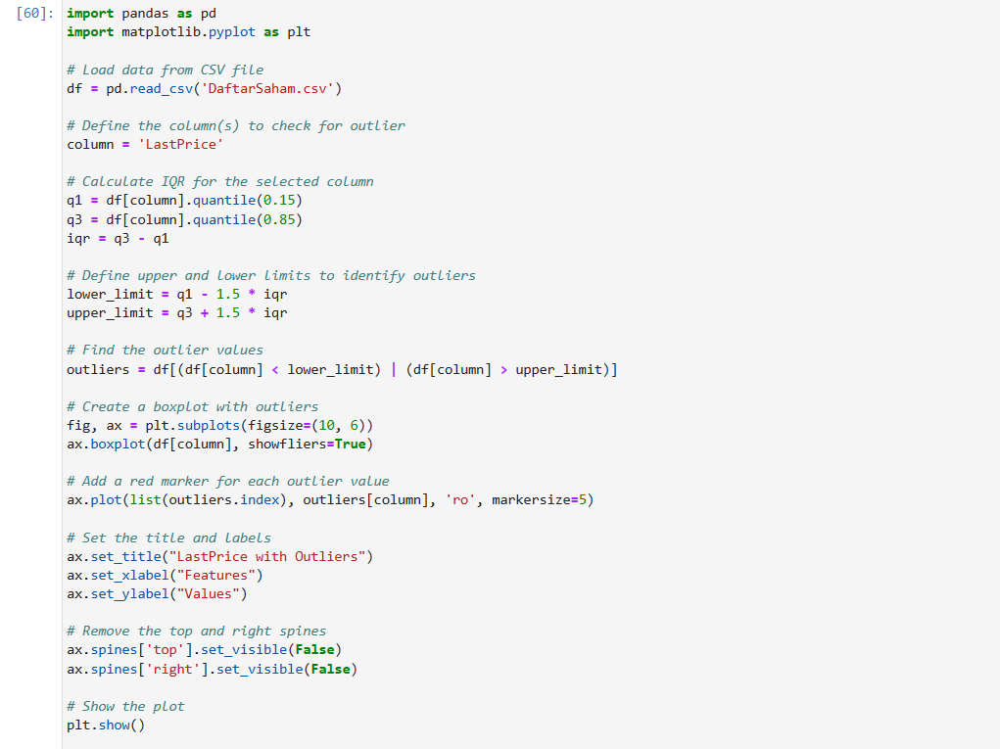 [60]: import pandas as pd
import matplotlib.pyplot as plt
# Load data from CSV file
df = pd.read_csv('DaftarSaham.csv')
# Define the column(s) to check for outlier
column = 'LastPrice'
# Calculate IQR for the selected column
q1 = df[column].quantile(0.15)
q3 = df[column].quantile(0.85)
iqr = q3 - q1
# Define upper and lower limits to identify outliers
lower_limit = q1 - 1.5 * iqr
upper_limit = q3 + 1.5 * iqr
# Find the outlier values
outliers = df[(df[column] < lower_limit) | (df[column] > upper_limit)]
# Create a boxplot with outliers
fig, ax = plt.subplots(figsize=(10, 6))
ax.boxplot(df[column], showfliers=True)
# Add a red marker for each outlier value
ax.plot(list(outliers.index), outliers[column], 'ro', markersize=5)
# Set the title and labels
ax.set_title("LastPrice with Outliers")
ax.set_xlabel("Features")
ax.set_ylabel("Values")
# Remove the top and right spines
ax.spines['top'].set_visible(False)
ax.spines['right'].set_visible(False)
# Show the plot
plt.show()